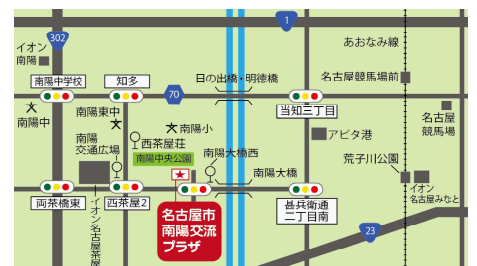 1
302
イオン
南陽
あおなみ線
南陽中学校
知多
70
日の出橋・明徳橋
名古屋競馬場前
南陽中
南陽東中
南陽小
当知三丁目
名古屋
競馬場
南陽
交通広場
西茶屋荘
南陽中央公園
南陽大橋西
アピタ港
荒子川公園
南陽大橋
イオン
名古屋みなと
両茶橋東
イオン名古屋茶屋
西茶屋2
名古屋市
南陽交流
プラザ
甚兵衛通
二丁目南
23